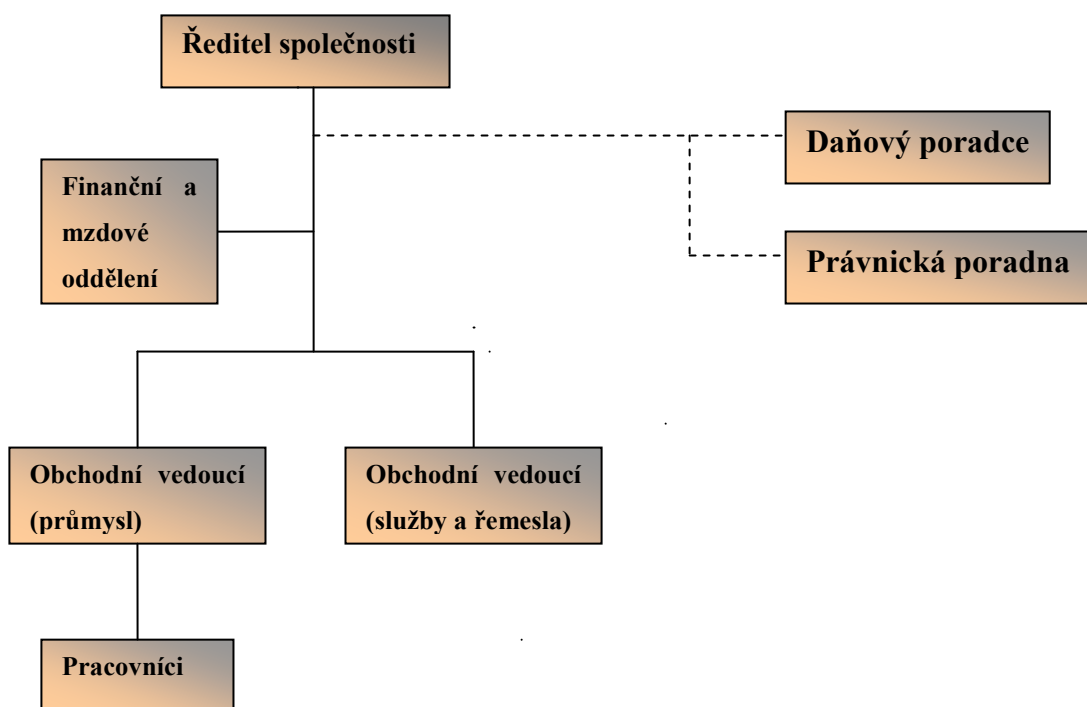 Ředitel společnosti
Daňový poradce
Finanční a
mzdové
oddělení
Právnická poradna
Obchodní vedoucí
(průmysl)
Obchodní vedoucí
(služby a řemesla)
Pracovníci